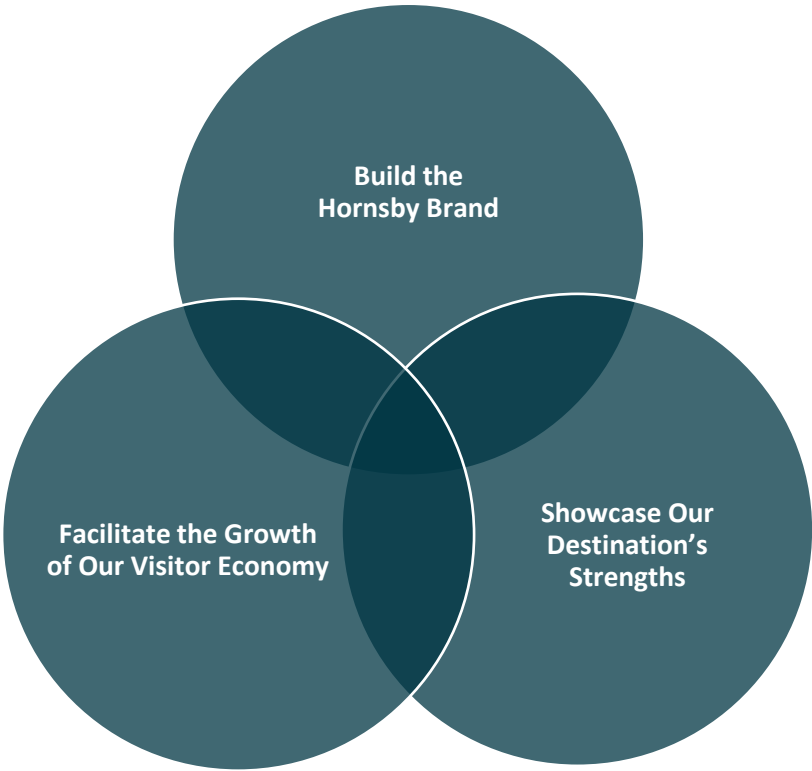 Build the
Hornsby Brand
Facilitate the Growth
of Our Visitor Economy
Showcase Our
Destination’s
Strengths